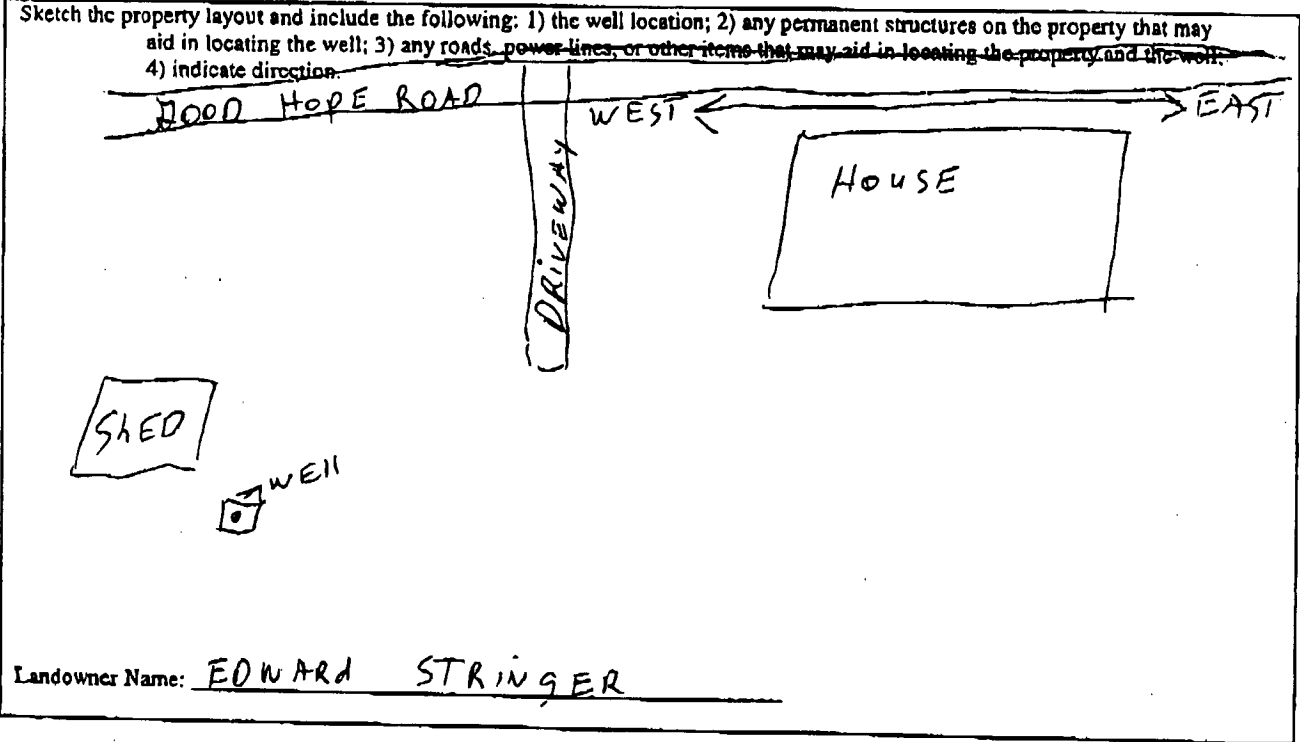 Sketch the property layout and include the following: 1) the well location; 2) any permanent structures on the property that may
aid in locating the well; 3) any roads, power lines, or other items that may aid in locating the property and the well.
4) indicate direction.
GOOD HOPE ROAD
WEST EAST
DRIVEWAY
HOUSE
ShED
WEll
Landowner Name: EDWARd STRINGER